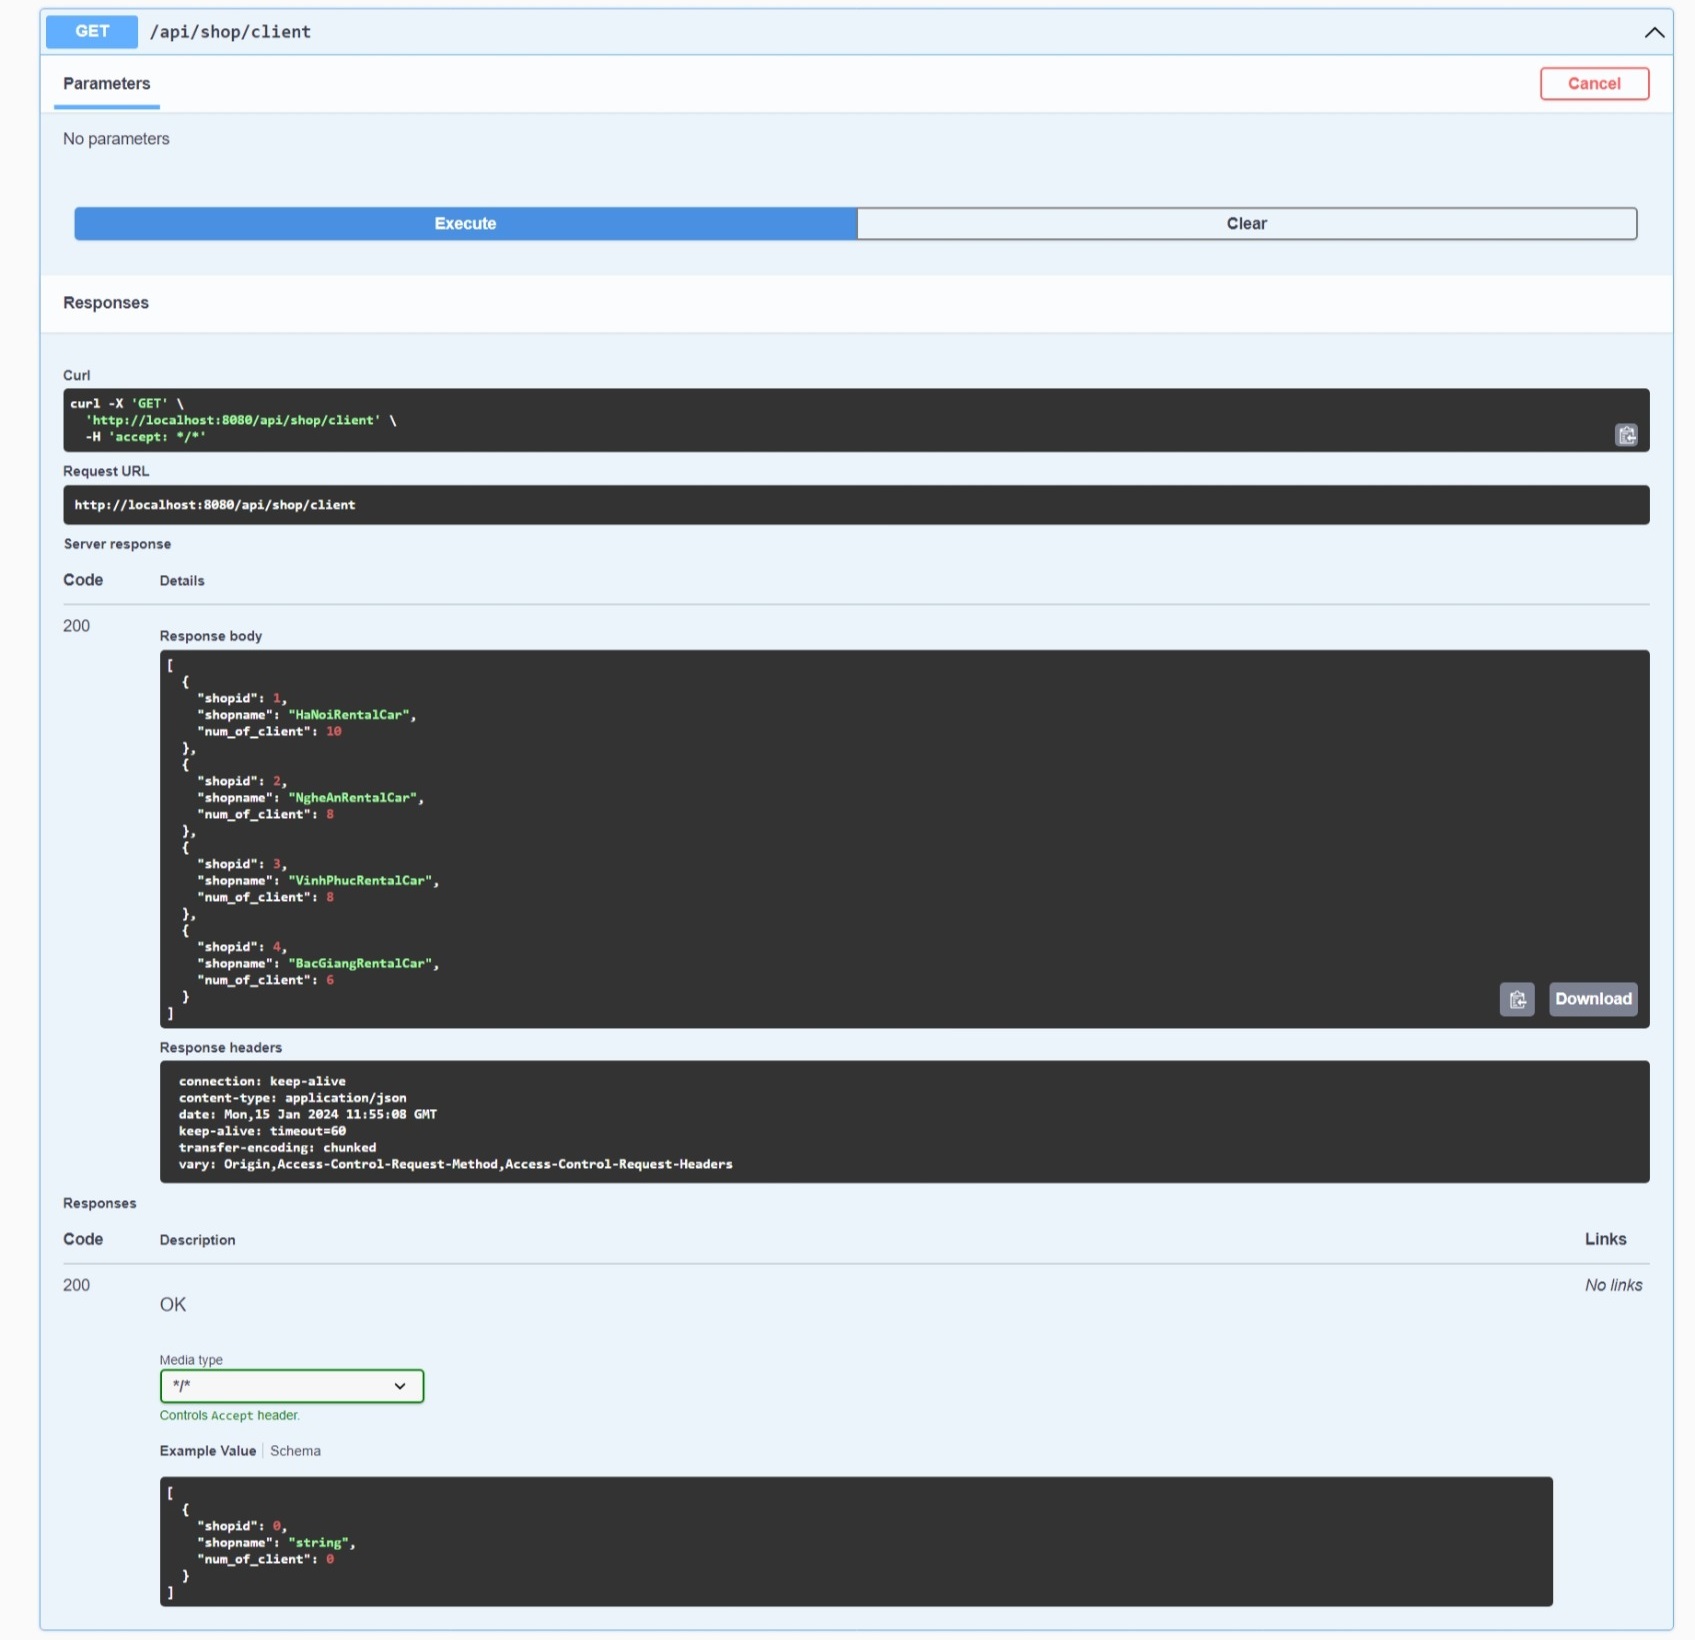 GET /api/shop/client
Parameters
Cancel
No parameters
Execute
Clear
Responses
Curl
curl -X 'GET' \
  'http://localhost:8080/api/shop/client' \
  -H 'accept: */*'
Request URL
http://localhost:8080/api/shop/client
Server response
Code Details
200
Response body
[
  {
    "shopid": 1,
    "shopname": "HaNoiRentalCar",
    "num_of_client": 10
  },
  {
    "shopid": 2,
    "shopname": "NgheAnRentalCar",
    "num_of_client": 8
  },
  {
    "shopid": 3,
    "shopname": "VinhPhucRentalCar",
    "num_of_client": 8
  },
  {
    "shopid": 4,
    "shopname": "BacGiangRentalCar",
    "num_of_client": 6
  }
]
Download
Response headers
connection: keep-alive
content-type: application/json
date: Mon,15 Jan 2024 11:55:08 GMT
keep-alive: timeout=60
transfer-encoding: chunked
vary: Origin,Access-Control-Request-Method,Access-Control-Request-Headers
Responses
Code Description Links
200 No links
OK
Media type
*/*
Controls Accept header.
Example Value Schema
[
  {
    "shopid": 0,
    "shopname": "string",
    "num_of_client": 0
  }
]